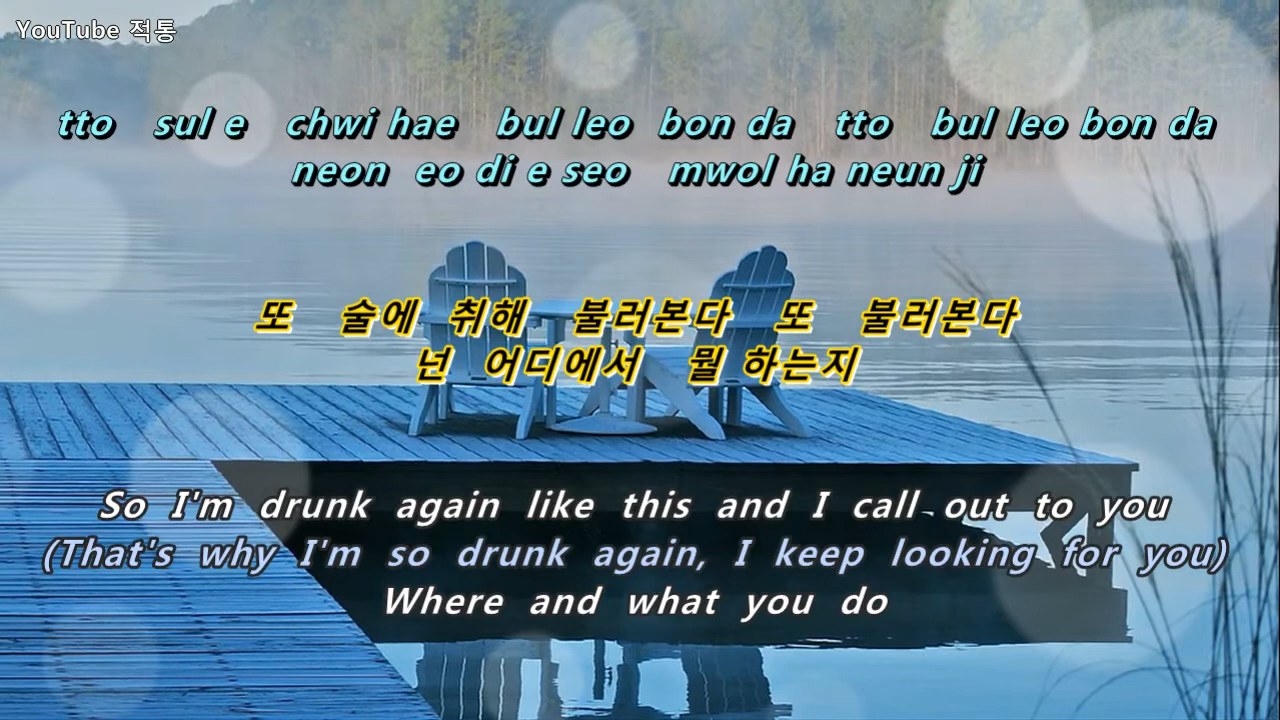 YouTube 적통
tto sul e chwi hae bul leo bon da tto bul leo bon da
neon eo di e seo mwol ha neun ji
또 술에 취해 불러본다 또 불러본다
넌 어디에서 뭘 하는지
So I'm drunk again like this and I call out to you
(That's why I'm so drunk again, I keep looking for you)
Where and what you do